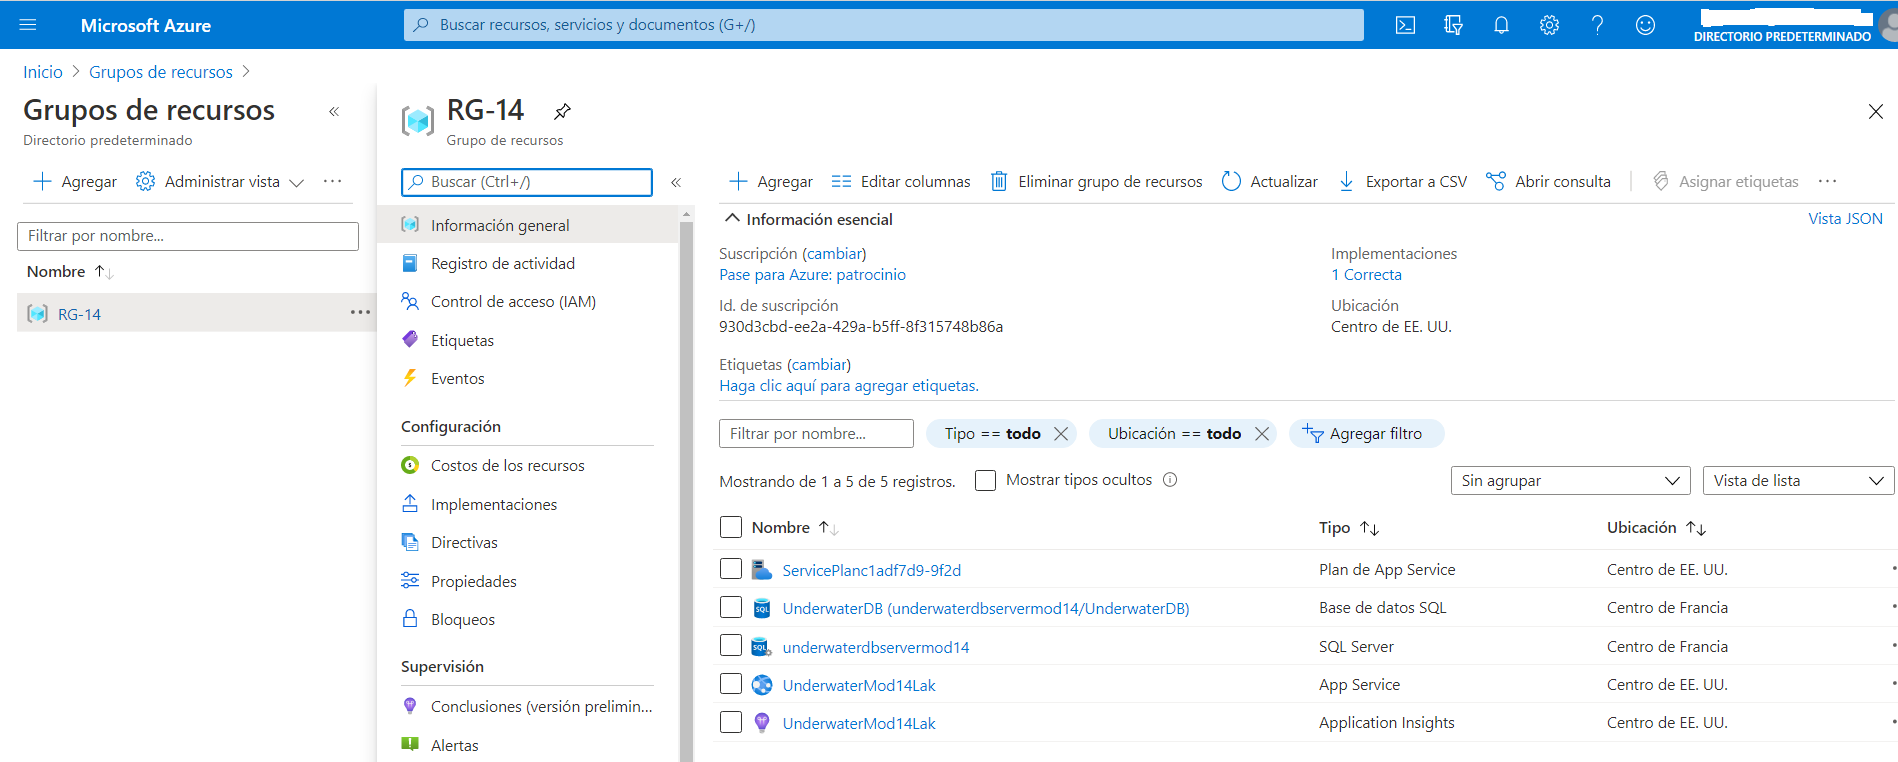 Microsoft Azure
Buscar recursos, servicios y documentos (G+/)
DIRECTORIO PREDETERMINADO
Inicio > Grupos de recursos >
Grupos de recursos «
Directorio predeterminado
+ Agregar Administrar vista ...
Filtrar por nombre...
Nombre ↑↓
RG-14 ...
RG-14
Grupo de recursos
Buscar (Ctrl+/) «
Información general
Registro de actividad
Control de acceso (IAM)
Etiquetas
Eventos
Configuración
Costos de los recursos
Implementaciones
Directivas
Propiedades
Bloqueos
Supervisión
Conclusiones (versión prelimin...
Alertas
+ Agregar Editar columnas Eliminar grupo de recursos Actualizar Exportar a CSV Abrir consulta Asignar etiquetas ...
Información esencial Vista JSON
Suscripción (cambiar)
Pase para Azure: patrocinio
Implementaciones
1 Correcta
Id. de suscripción
930d3cbd-ee2a-429a-b5ff-8f315748b86a
Ubicación
Centro de EE. UU.
Etiquetas (cambiar)
Haga clic aquí para agregar etiquetas.
Filtrar por nombre... Tipo == todo Ubicación == todo Agregar filtro
Mostrando de 1 a 5 de 5 registros. Mostrar tipos ocultos Sin agrupar Vista de lista
Nombre ↑↓ Tipo ↑↓ Ubicación ↑↓
ServicePlanc1adf7d9-9f2d Plan de App Service Centro de EE. UU.
UnderwaterDB (underwaterdbservermod14/UnderwaterDB) Base de datos SQL Centro de Francia
underwaterdbservermod14 SQL Server Centro de Francia
UnderwaterMod14Lak App Service Centro de EE. UU.
UnderwaterMod14Lak Application Insights Centro de EE. UU.